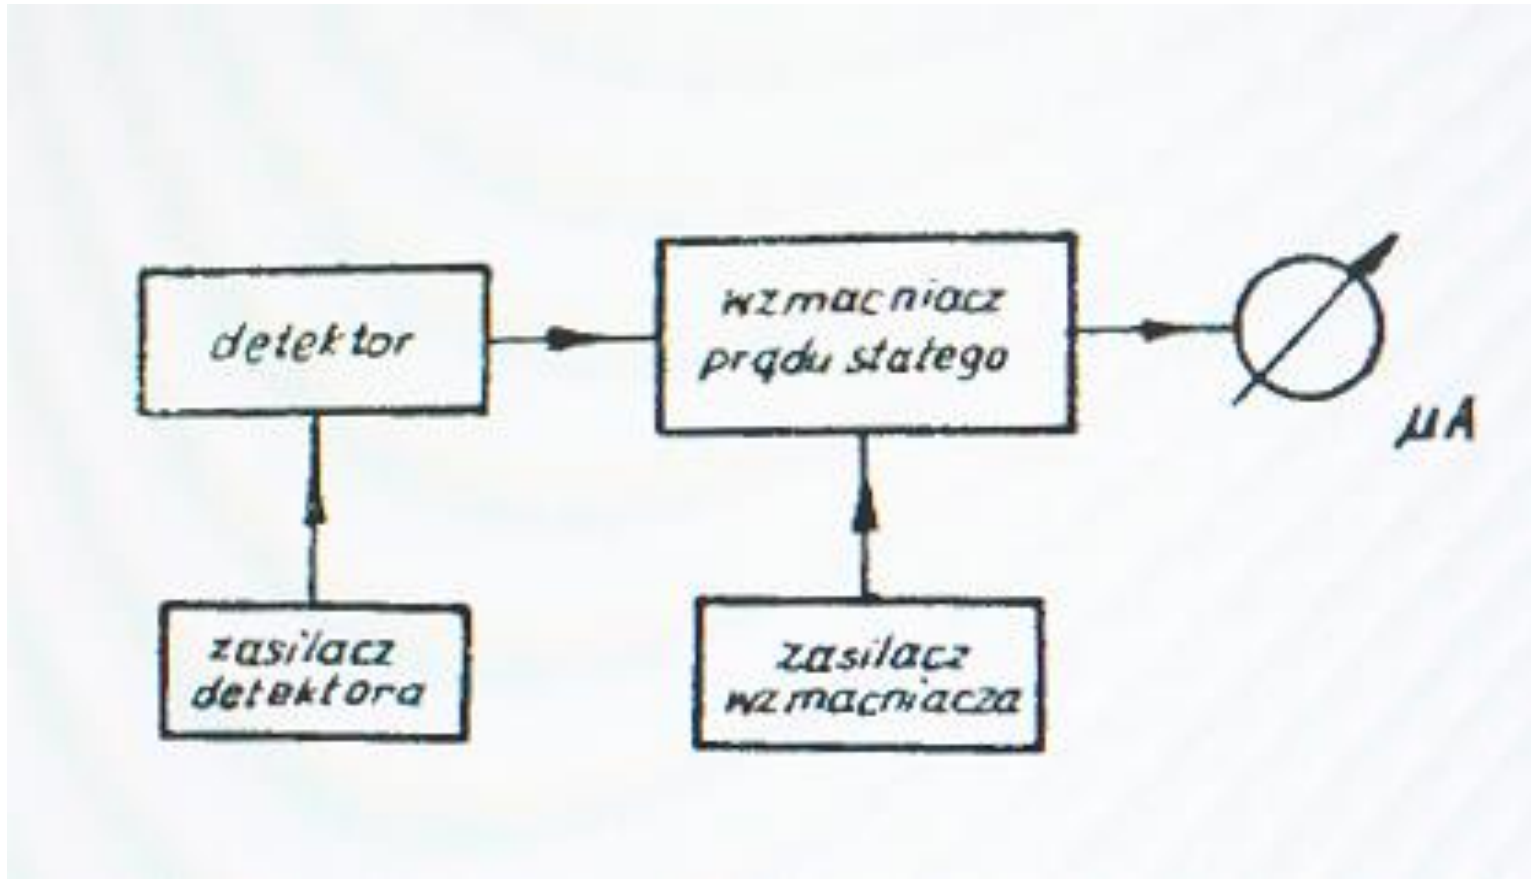 detektor
wzmacniacz
prądu stałego
μA
zasilacz
detektora
zasilacz
wzmacniacza